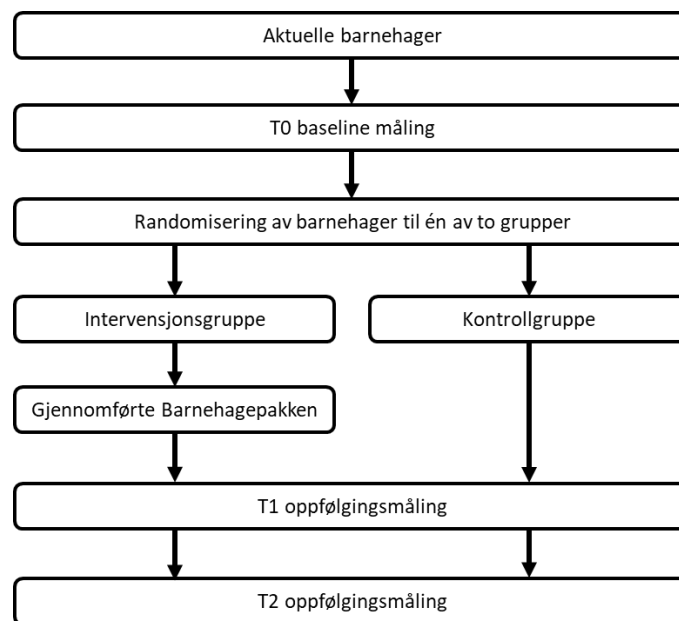 Aktuelle barnehager
T0 baseline måling
Randomisering av barnehager til én av to grupper
Intervensjonsgruppe
Kontrollgruppe
Gjennomførte Barnehagepakken
T1 oppfølgingsmåling
T2 oppfølgingsmåling